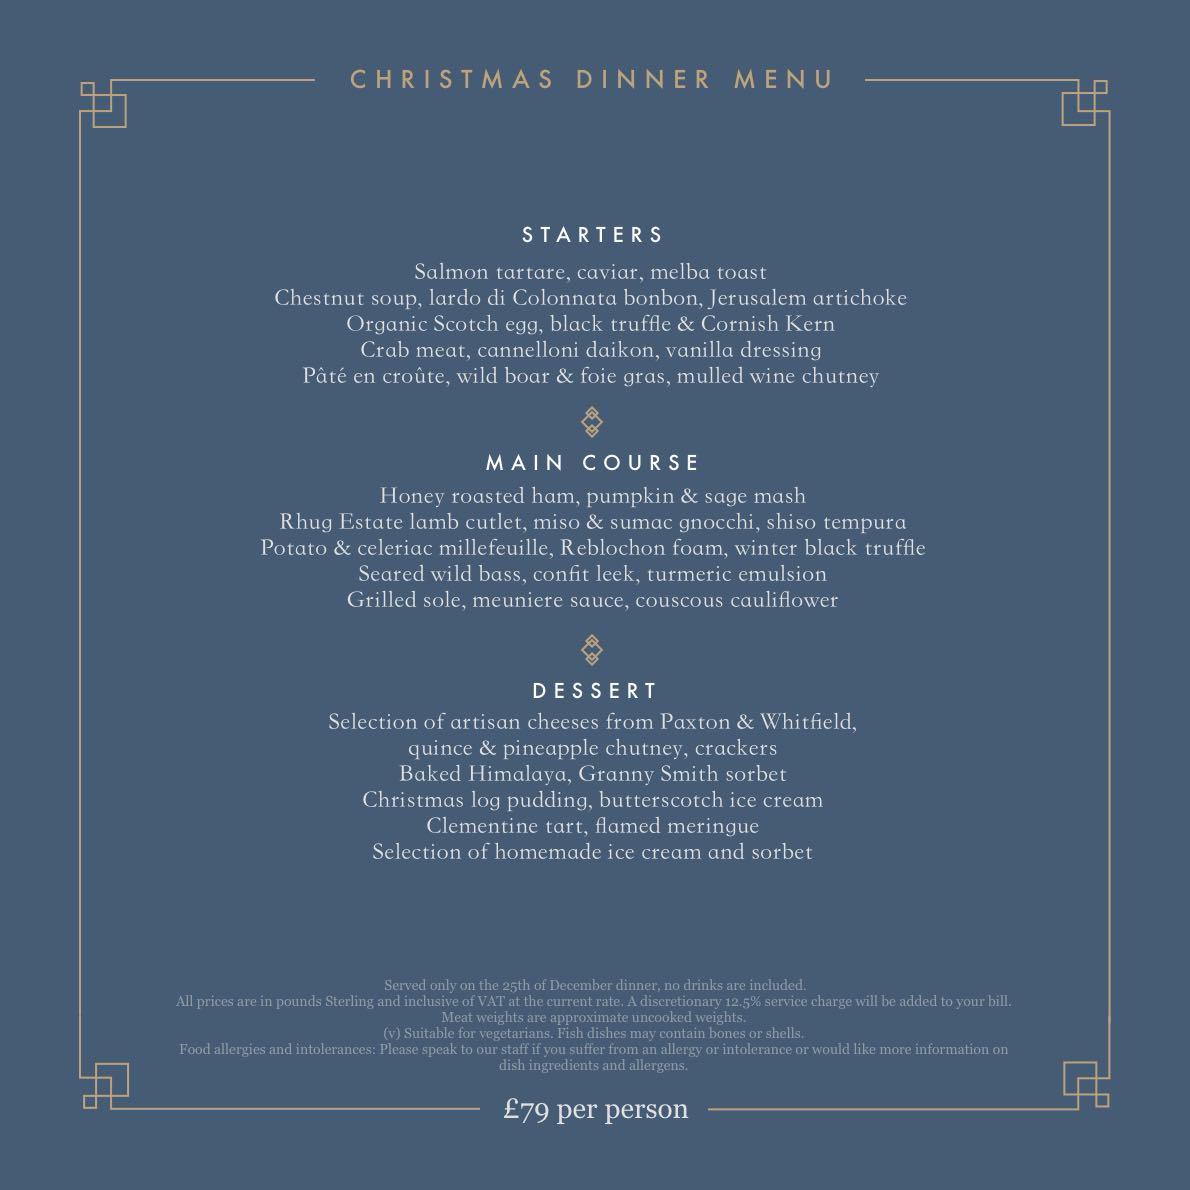 CHRISTMAS DINNER MENU
STARTERS
Salmon tartare, caviar, melba toast
Chestnut soup, lardo di Colonnata bonbon, Jerusalem artichoke
Organic Scotch egg, black truffle & Cornish Kern
Crab meat, cannelloni daikon, vanilla dressing
Pâté en croûte, wild boar & foie gras, mulled wine chutney
MAIN COURSE
Honey roasted ham, pumpkin & sage mash
Rhug Estate lamb cutlet, miso & sumac gnocchi, shiso tempura
Potato & celeriac millefeuille, Reblochon foam, winter black truffle
Seared wild bass, confit leek, turmeric emulsion
Grilled sole, meuniere sauce, couscous cauliflower
DESSERT
Selection of artisan cheeses from Paxton & Whitfield,
quince & pineapple chutney, crackers
Baked Himalaya, Granny Smith sorbet
Christmas log pudding, butterscotch ice cream
Clementine tart, flamed meringue
Selection of homemade ice cream and sorbet
Served only on the 25th of December dinner, no drinks are included.
All prices are in pounds Sterling and inclusive of VAT at the current rate. A discretionary 12.5% service charge will be added to your bill.
Meat weights are approximate uncooked weights.
(v) Suitable for vegetarians. Fish dishes may contain bones or shells.
Food allergies and intolerances: Please speak to our staff if you suffer from an allergy or intolerance or would like more information on
dish ingredients and allergens.
£79 per person